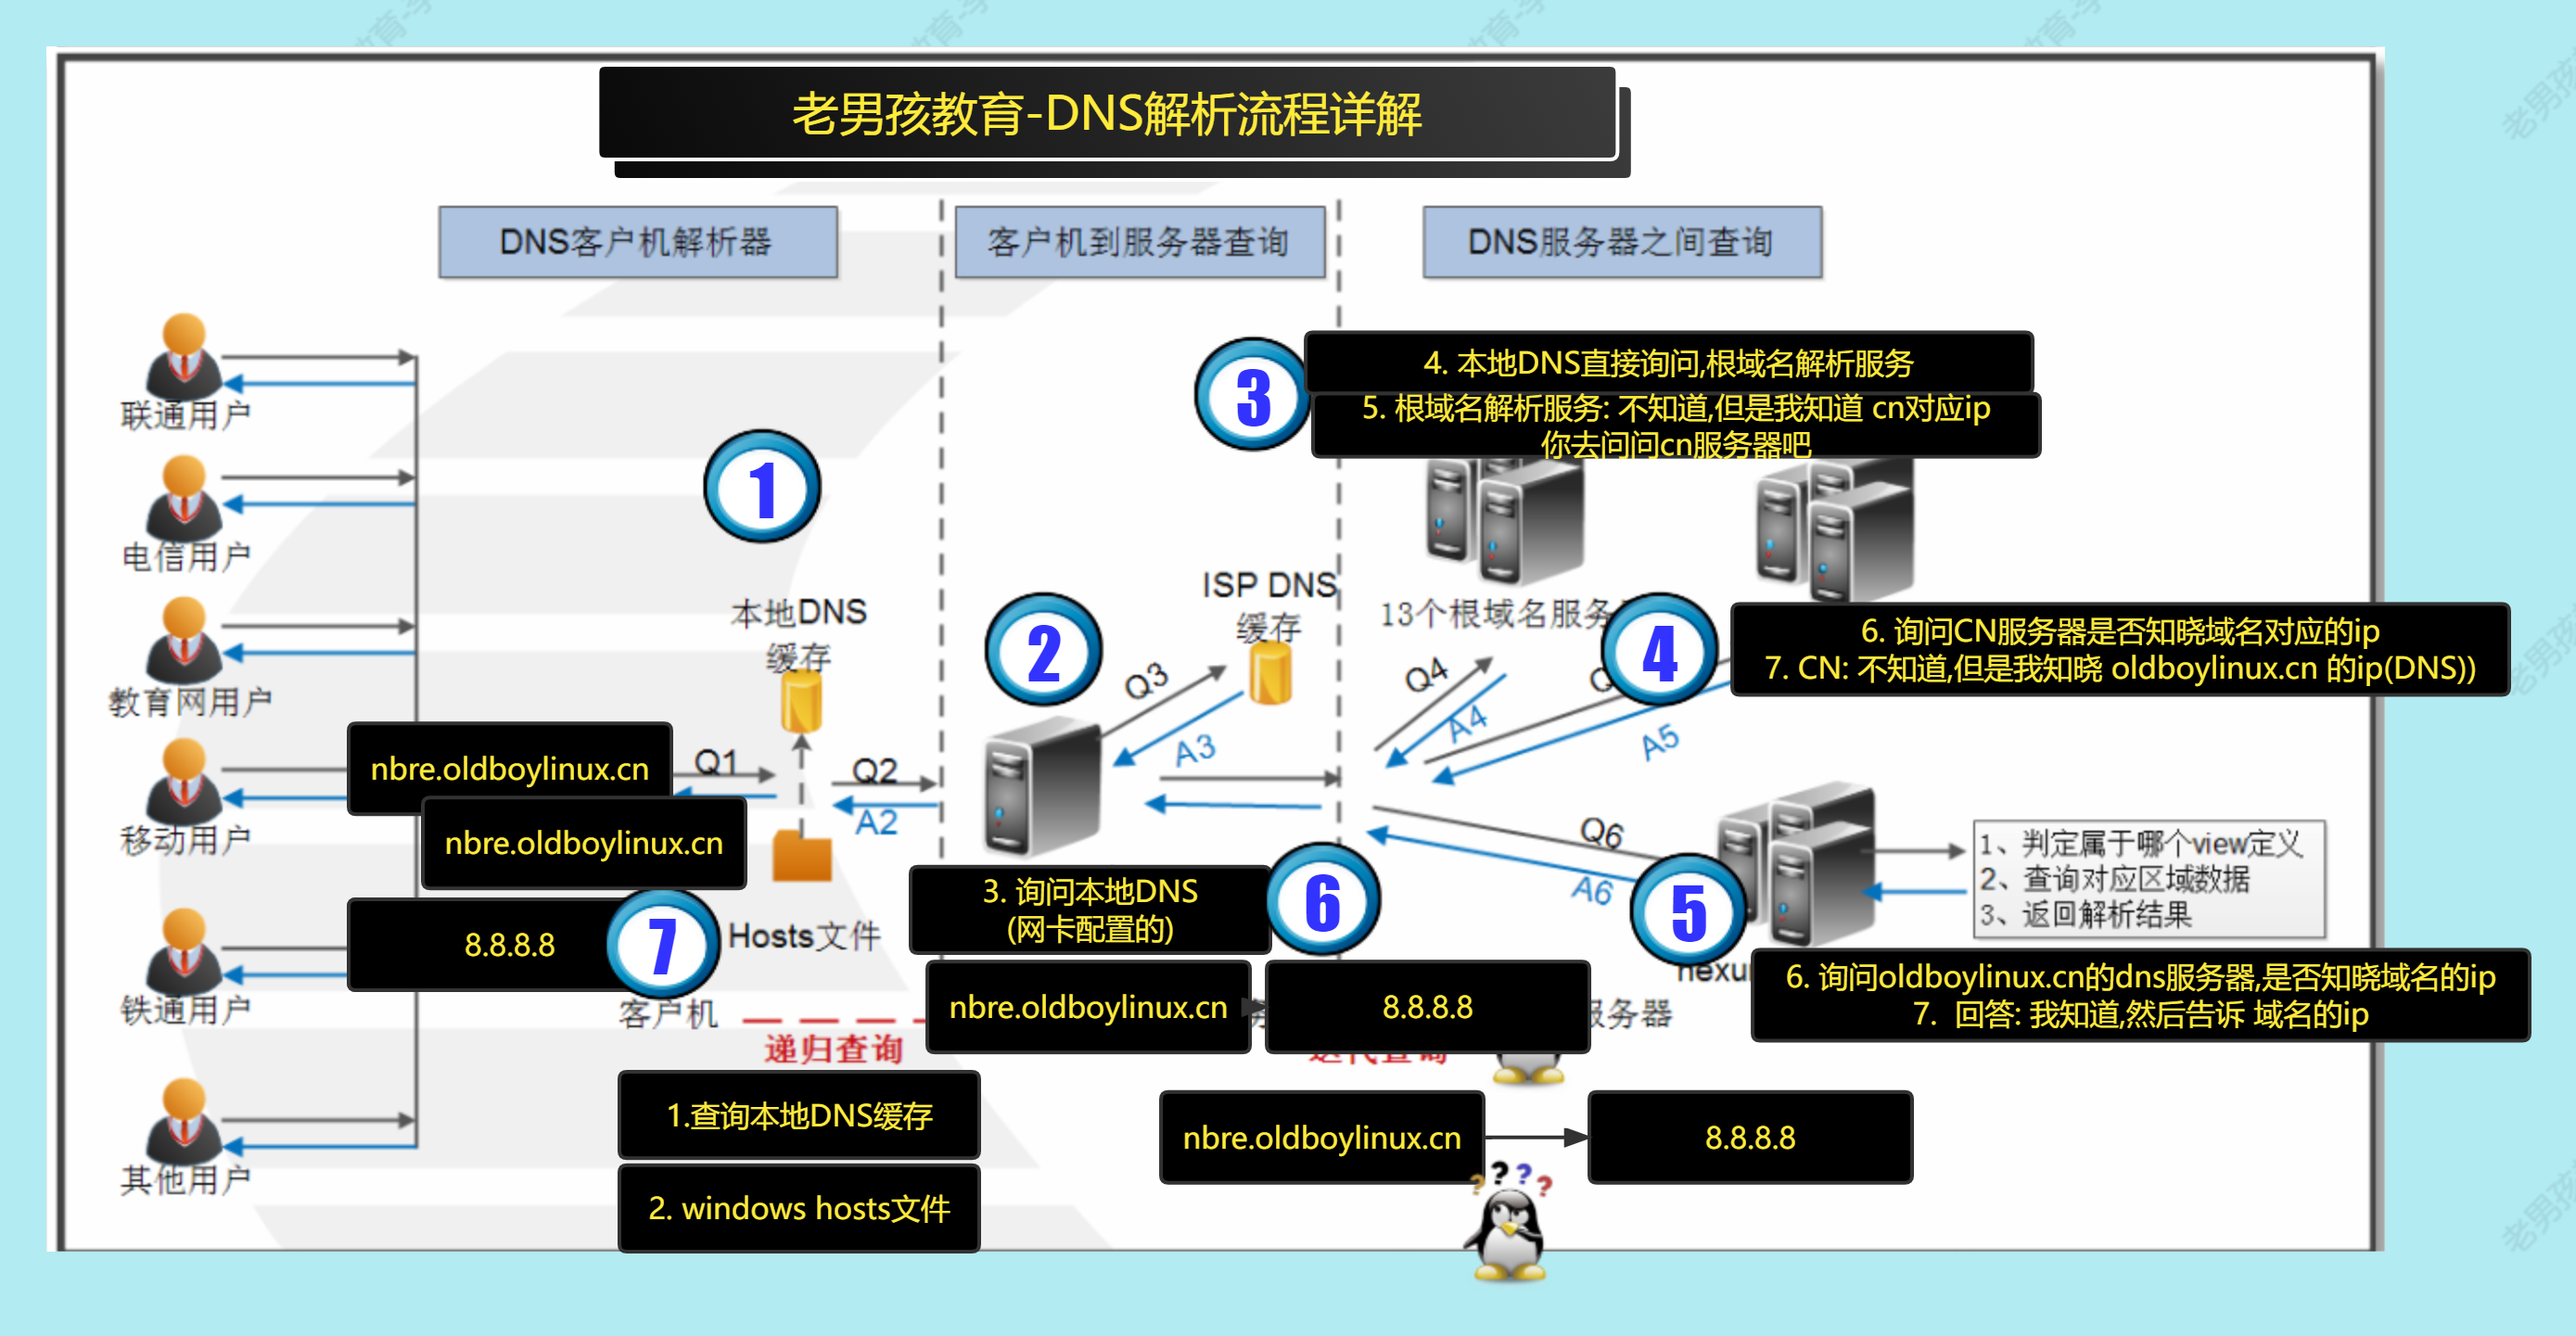 老男孩教育-DNS解析流程详解
DNS客户机解析器
客户机到服务器查询
DNS服务器之间查询
联通用户
电信用户
教育网用户
移动用户
铁通用户
其他用户
1
2
3
4. 本地DNS直接询问,根域名解析服务
5. 根域名解析服务: 不知道,但是我知道 cn对应ip
你去问问cn服务器吧
本地DNS
缓存
ISP DNS
缓存
13个根域名服务
4
6. 询问CN服务器是否知晓域名对应的ip
7. CN: 不知道,但是我知晓 oldboylinux.cn 的ip(DNS))
nbre.oldboylinux.cn
Q1
Q2
A2
Q3
A3
Q4
A4
A5
nbre.oldboylinux.cn
Q6
A6
1、判定属于哪个view定义
2、查询对应区域数据
3、返回解析结果
3. 询问本地DNS
(网卡配置的)
6
5
8.8.8.8
7
Hosts文件
客户机
递归查询
nbre.oldboylinux.cn
8.8.8.8
服务器
6. 询问oldboylinux.cn的dns服务器,是否知晓域名的ip
7. 回答: 我知道,然后告诉 域名的ip
1.查询本地DNS缓存
2. windows hosts文件
nbre.oldboylinux.cn
8.8.8.8
????